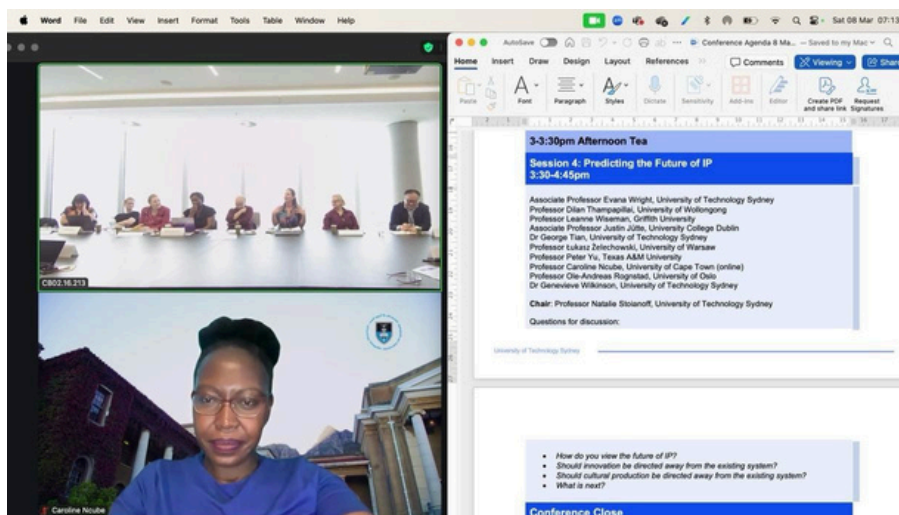 Word File Edit View Insert Format Tools Table Window Help
Sat 08 Mar 07:13
AutoSave
Conference Agenda 8 Ma... — Saved to my Mac
Home Insert Draw Design Layout References
Comments
Viewing
Shar
Paste
Font
Paragraph
Styles
Dictate
Sensitivity
Add-ins
Editor
Create PDF
and share link
Request
Signatures
3-3:30pm Afternoon Tea
Session 4: Predicting the Future of IP
3:30-4:45pm
Associate Professor Evana Wright, University of Technology Sydney
Professor Dilan Thampapillai, University of Wollongong
Professor Leanne Wiseman, Griffith University
Associate Professor Justin Jütte, University College Dublin
Dr George Tian, University of Technology Sydney
Professor Łukasz Żelechowski, University of Warsaw
Professor Peter Yu, Texas A&M University
Professor Caroline Ncube, University of Cape Town (online)
Professor Ole-Andreas Rognstad, University of Oslo
Dr Genevieve Wilkinson, University of Technology Sydney
Chair: Professor Natalie Stoianoff, University of Technology Sydney
Questions for discussion:
University of Technology Sydney
• How do you view the future of IP?
• Should innovation be directed away from the existing system?
• Should cultural production be directed away from the existing system?
• What is next?
Conference Close
CB02.16.213
Caroline Ncube